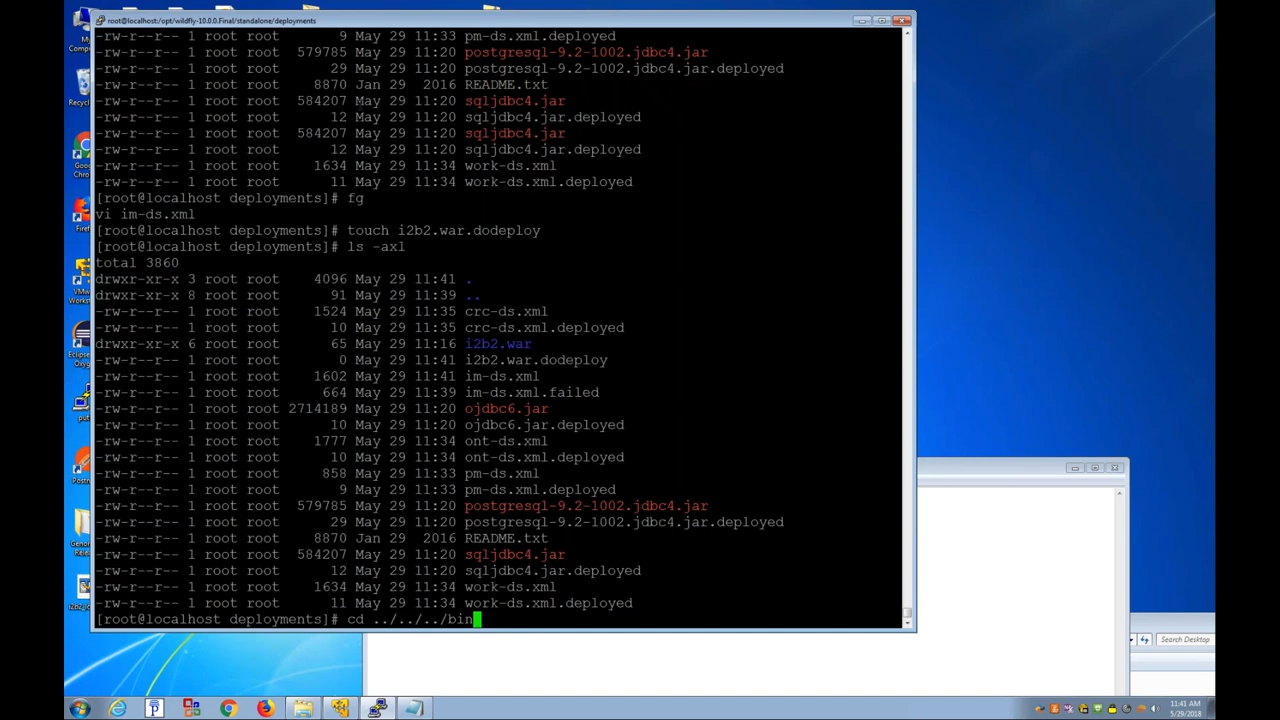 root@localhost:/opt/wildfly-10.0.0.Final/standalone/deployments
-rw-r--r-- 1 root root 9 May 29 11:33 pm-ds.xml.deployed
-rw-r--r-- 1 root root 579785 May 29 11:20 postgresql-9.2-1002.jdbc4.jar
-rw-r--r-- 1 root root 29 May 29 11:20 postgresql-9.2-1002.jdbc4.jar.deployed
-rw-r--r-- 1 root root 8870 Jan 29 2016 README.txt
-rw-r--r-- 1 root root 584207 May 29 11:20 sqljdbc4.jar
-rw-r--r-- 1 root root 12 May 29 11:20 sqljdbc4.jar.deployed
-rw-r--r-- 1 root root 584207 May 29 11:20 sqljdbc4.jar
-rw-r--r-- 1 root root 12 May 29 11:20 sqljdbc4.jar.deployed
-rw-r--r-- 1 root root 1634 May 29 11:34 work-ds.xml
-rw-r--r-- 1 root root 11 May 29 11:34 work-ds.xml.deployed
[root@localhost deployments]# fg
vi im-ds.xml
[root@localhost deployments]# touch i2b2.war.dodeploy
[root@localhost deployments]# ls -axl
total 3860
drwxr-xr-x 3 root root 4096 May 29 11:41 .
drwxr-xr-x 8 root root 91 May 29 11:39 ..
-rw-r--r-- 1 root root 1524 May 29 11:35 crc-ds.xml
-rw-r--r-- 1 root root 10 May 29 11:35 crc-ds.xml.deployed
drwxr-xr-x 6 root root 65 May 29 11:16 i2b2.war
-rw-r--r-- 1 root root 0 May 29 11:41 i2b2.war.dodeploy
-rw-r--r-- 1 root root 1602 May 29 11:41 im-ds.xml
-rw-r--r-- 1 root root 664 May 29 11:39 im-ds.xml.failed
-rw-r--r-- 1 root root 2714189 May 29 11:20 ojdbc6.jar
-rw-r--r-- 1 root root 10 May 29 11:20 ojdbc6.jar.deployed
-rw-r--r-- 1 root root 1777 May 29 11:34 ont-ds.xml
-rw-r--r-- 1 root root 10 May 29 11:34 ont-ds.xml.deployed
-rw-r--r-- 1 root root 858 May 29 11:33 pm-ds.xml
-rw-r--r-- 1 root root 9 May 29 11:33 pm-ds.xml.deployed
-rw-r--r-- 1 root root 579785 May 29 11:20 postgresql-9.2-1002.jdbc4.jar
-rw-r--r-- 1 root root 29 May 29 11:20 postgresql-9.2-1002.jdbc4.jar.deployed
-rw-r--r-- 1 root root 8870 Jan 29 2016 README.txt
-rw-r--r-- 1 root root 584207 May 29 11:20 sqljdbc4.jar
-rw-r--r-- 1 root root 12 May 29 11:20 sqljdbc4.jar.deployed
-rw-r--r-- 1 root root 1634 May 29 11:34 work-ds.xml
-rw-r--r-- 1 root root 11 May 29 11:34 work-ds.xml.deployed
[root@localhost deployments]# cd ../../../bin
Search Desktop
11:41 AM
5/29/2018